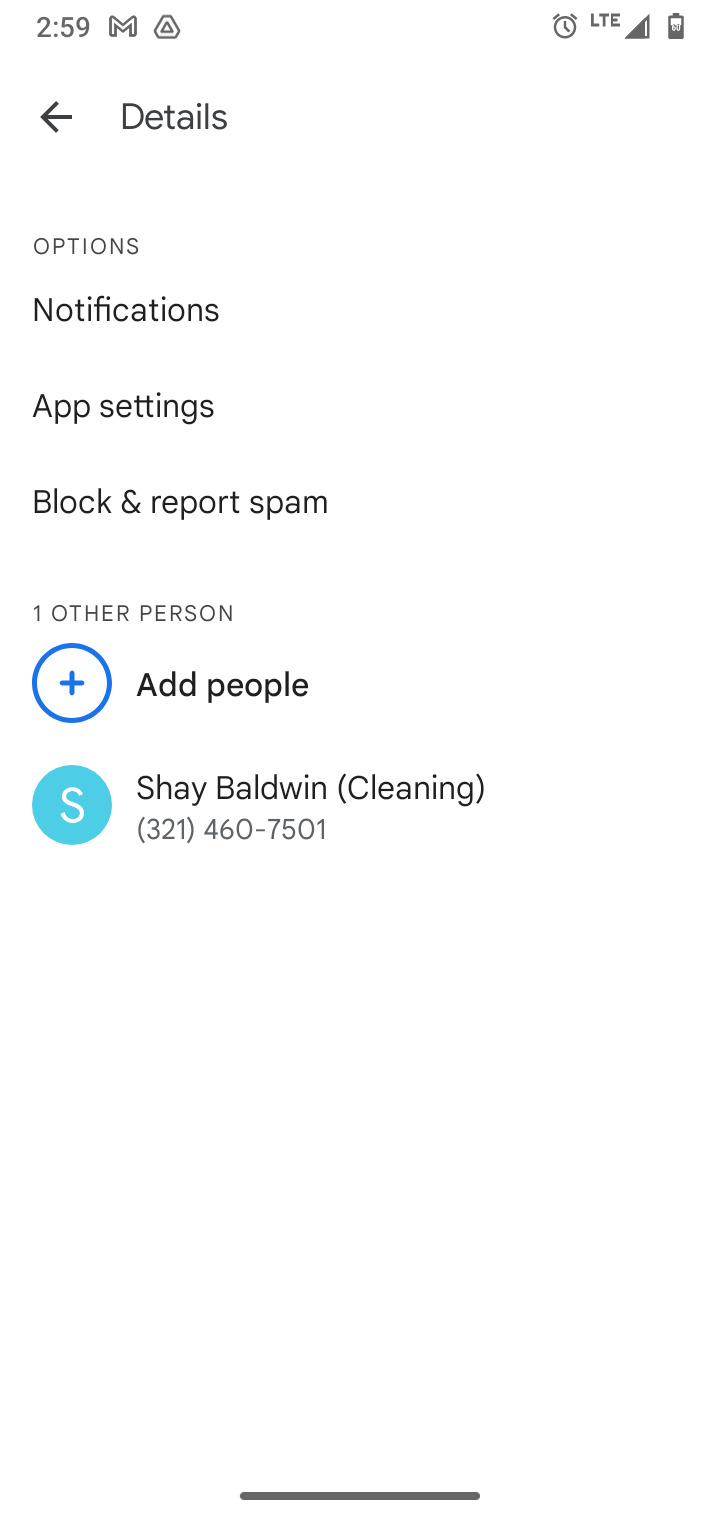 2:59 LTE
Details
OPTIONS
Notifications
App settings
Block & report spam
1 OTHER PERSON
Add people
S
Shay Baldwin (Cleaning)
(321) 460-7501